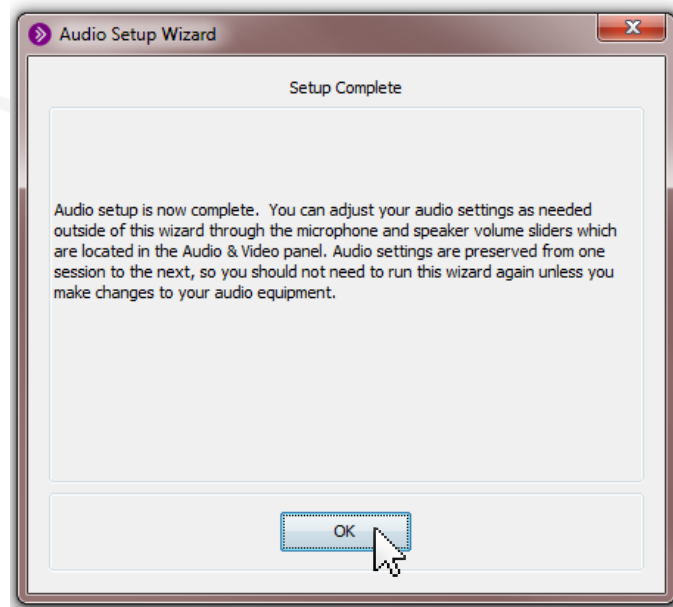 Audio Setup Wizard
Setup Complete
Audio setup is now complete.  You can adjust your audio settings as needed
outside of this wizard through the microphone and speaker volume sliders which
are located in the Audio & Video panel. Audio settings are preserved from one
session to the next, so you should not need to run this wizard again unless you
make changes to your audio equipment.
OK